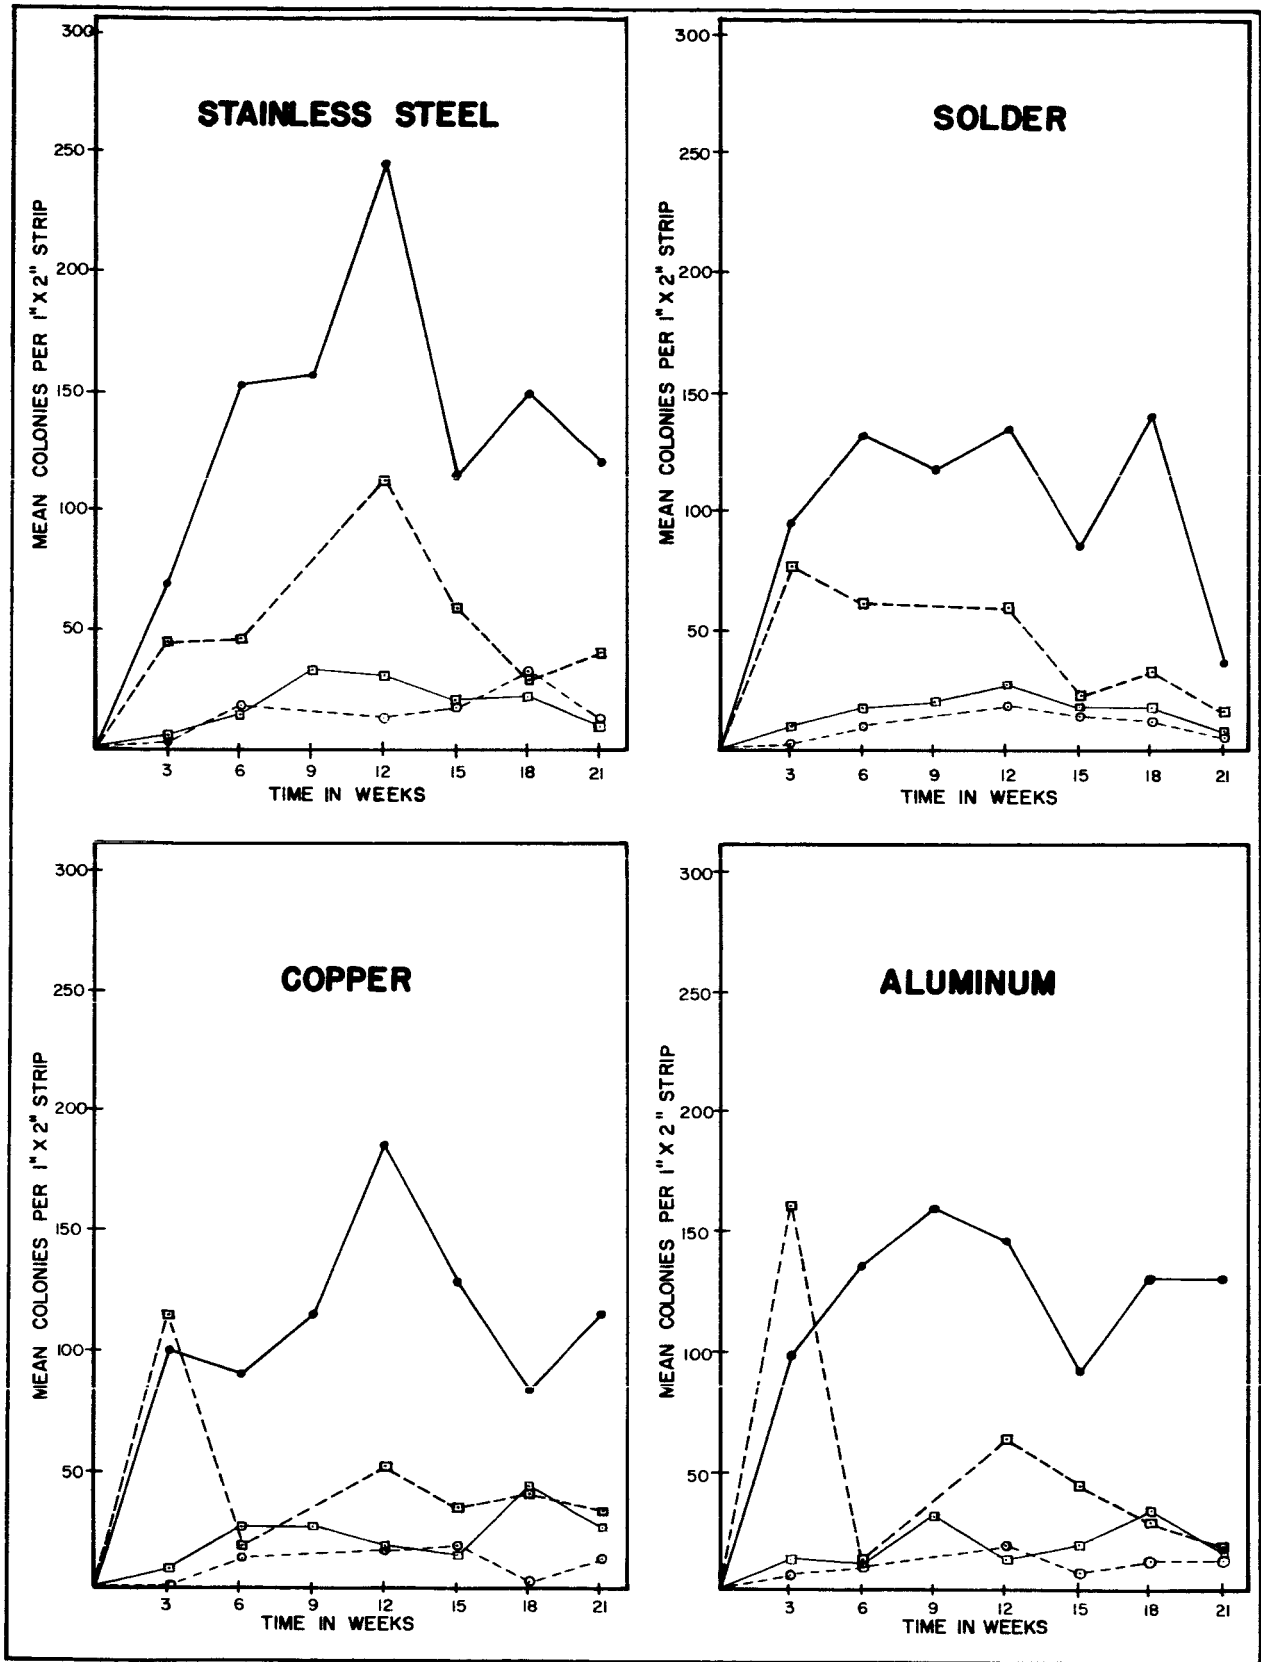 STAINLESS STEEL
MEAN COLONIES PER 1" X 2" STRIP
300
250
200
150
100
50
3 6 9 12 15 18 21
TIME IN WEEKS
SOLDER
MEAN COLONIES PER 1" X 2" STRIP
300
250
200
150
100
50
3 6 9 12 15 18 21
TIME IN WEEKS
COPPER
MEAN COLONIES PER 1" X 2" STRIP
300
250
200
150
100
50
3 6 9 12 15 18 21
TIME IN WEEKS
ALUMINUM
MEAN COLONIES PER 1" X 2" STRIP
300
250
200
150
100
50
3 6 9 12 15 18 21
TIME IN WEEKS